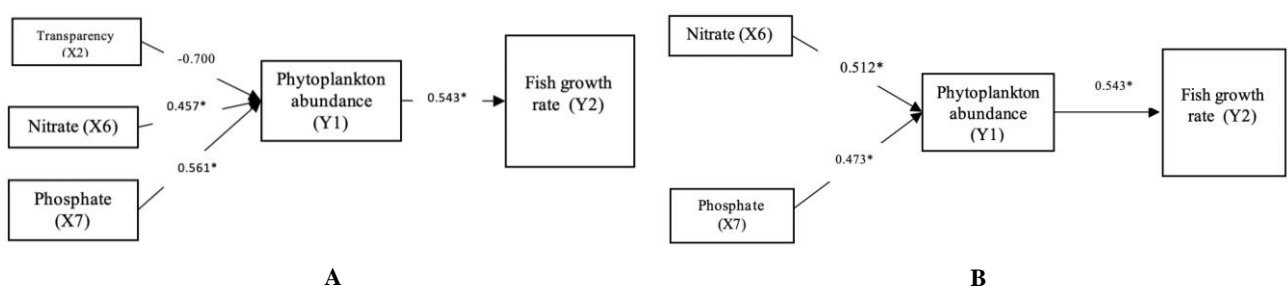 Transparency
(X2)
-0.700
Nitrate (X6)
0.457*
Phosphate
(X7)
0.561*
Phytoplankton
abundance
(Y1)
0.543*
Fish growth
rate (Y2)
A
Nitrate (X6)
0.512*
Phosphate
(X7)
0.473*
Phytoplankton
abundance
(Y1)
0.543*
Fish growth
rate (Y2)
B